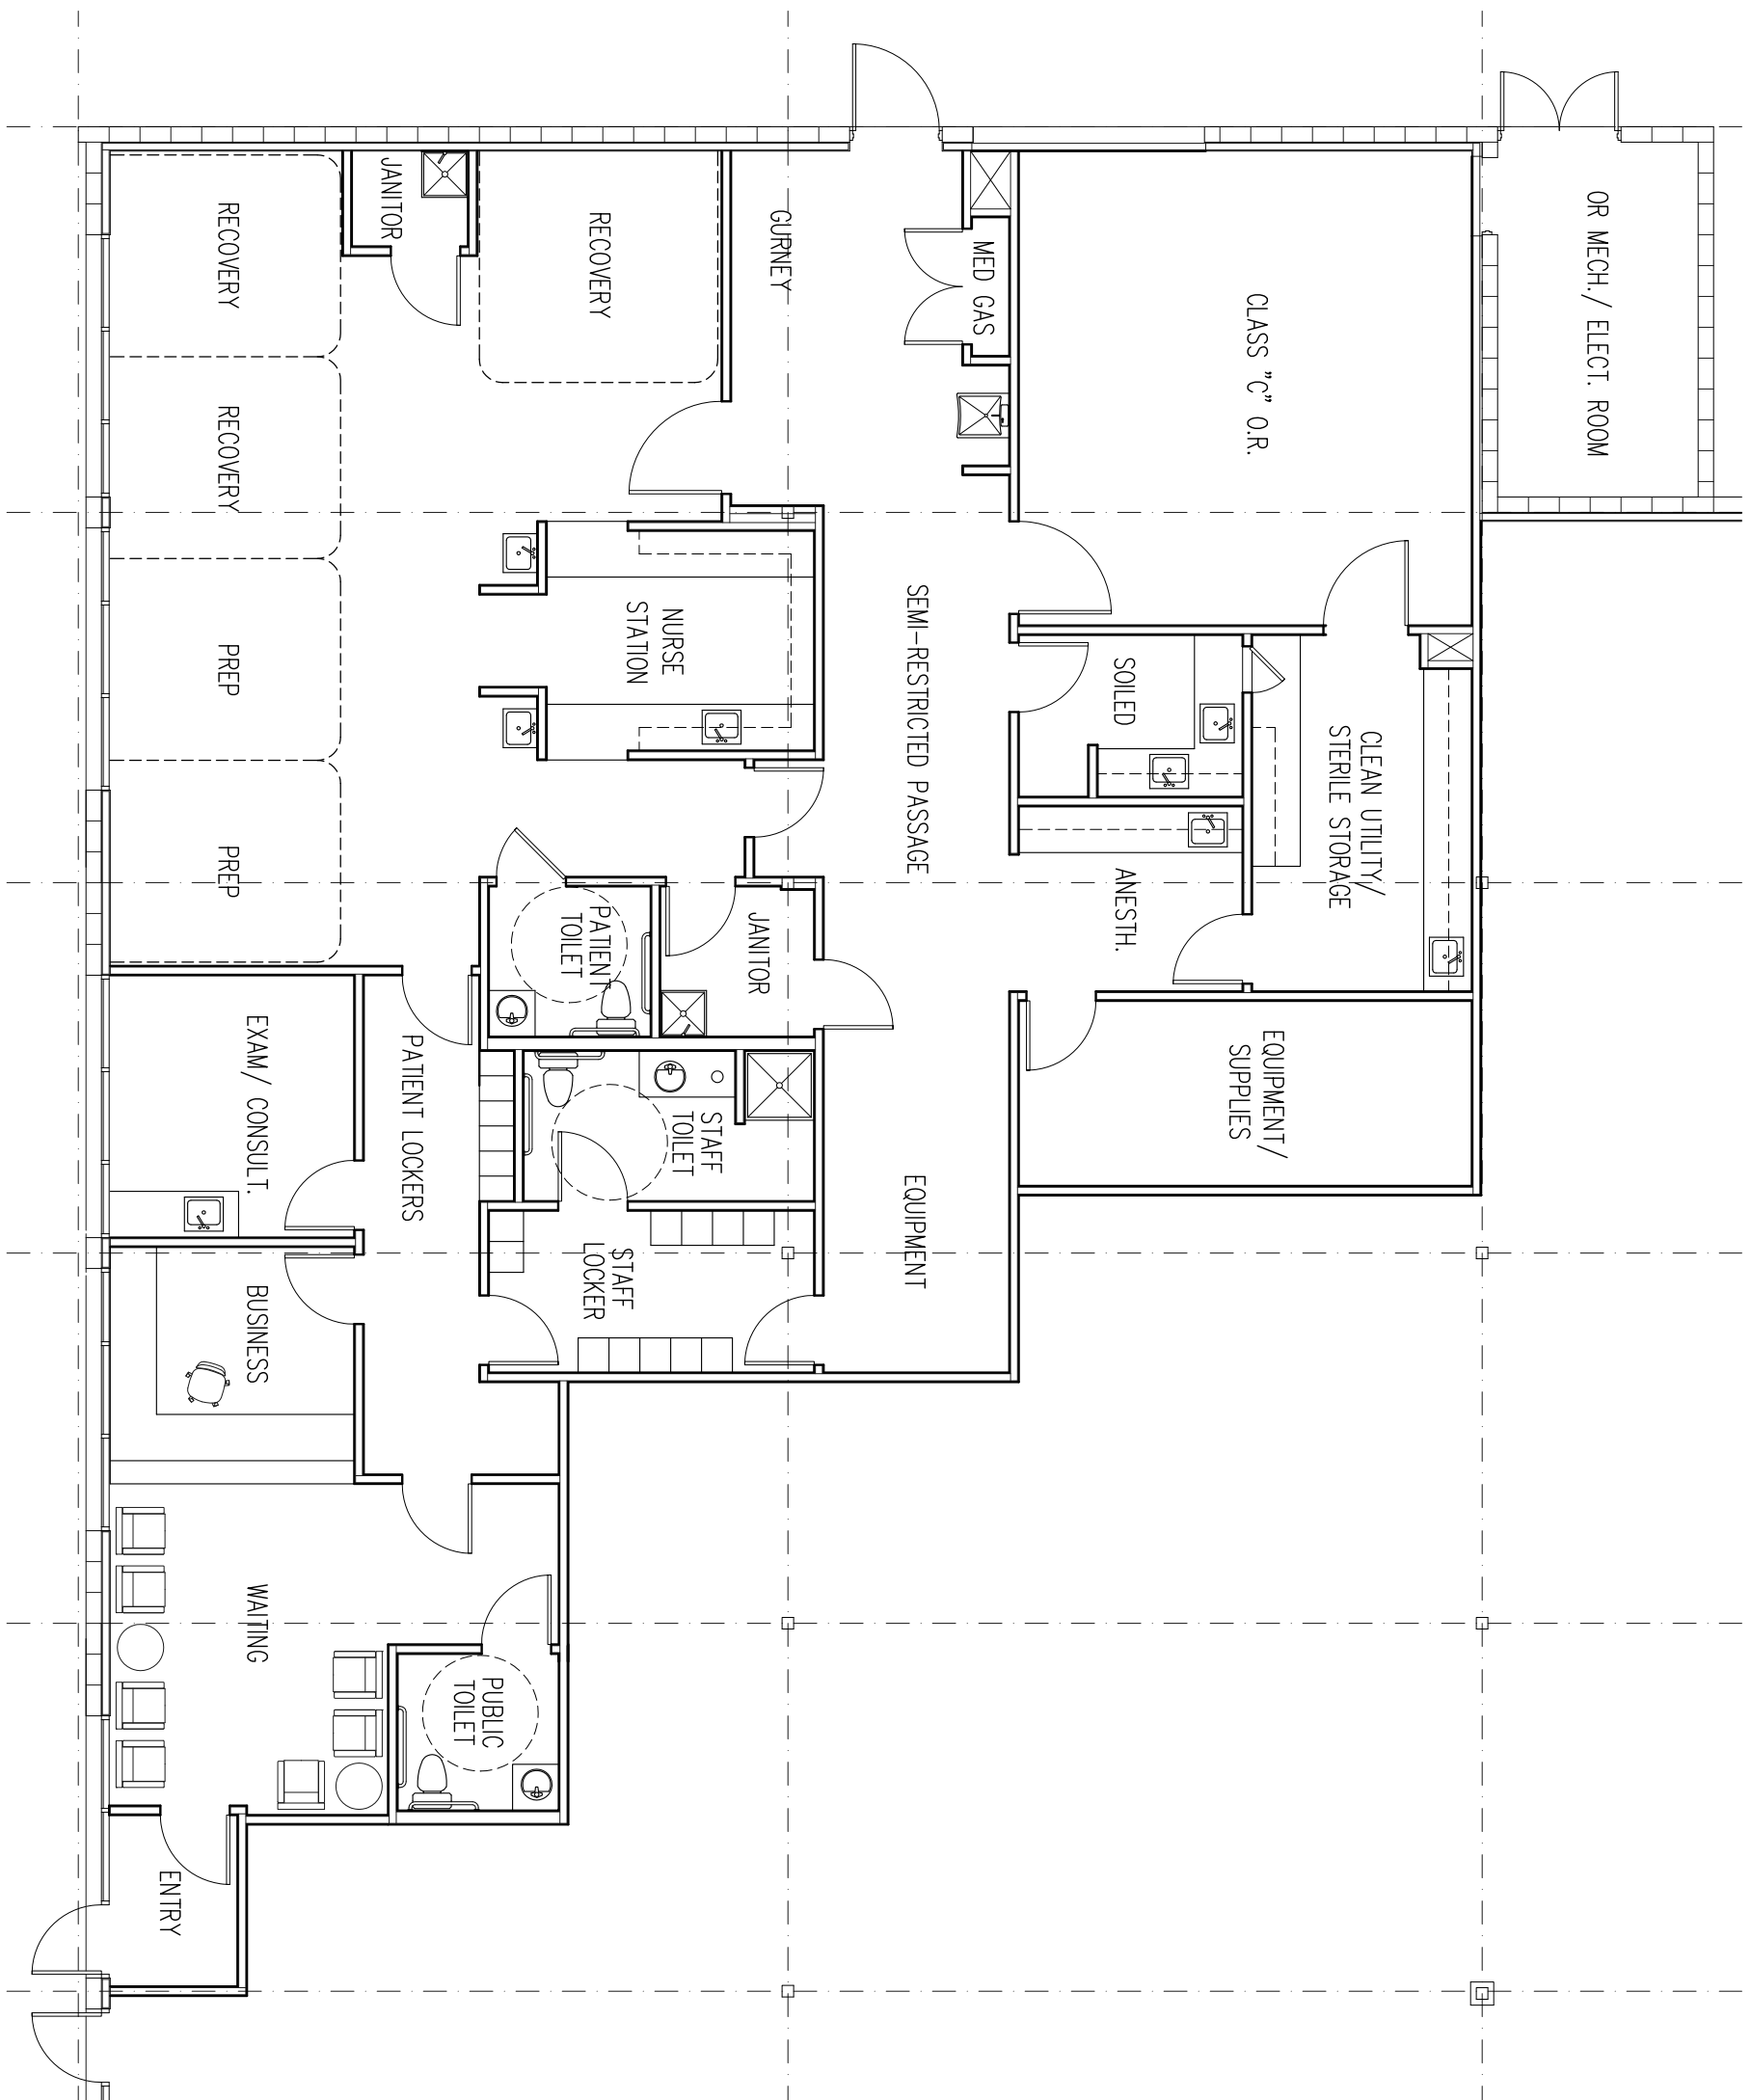 OR MECH./ ELECT. ROOM
CLASS "C" O.R.
MED GAS
GURNEY
RECOVERY
JANITOR
RECOVERY
RECOVERY
PREP
PREP
NURSE
STATION
SEMI-RESTRICTED PASSAGE
SOILED
CLEAN UTILITY/
STERILE STORAGE
ANESTH.
JANITOR
PATIENT
TOILET
EQUIPMENT/
SUPPLIES
EQUIPMENT
STAFF
TOILET
STAFF
LOCKER
PATIENT LOCKERS
EXAM/ CONSULT.
BUSINESS
WAITING
PUBLIC
TOILET
ENTRY